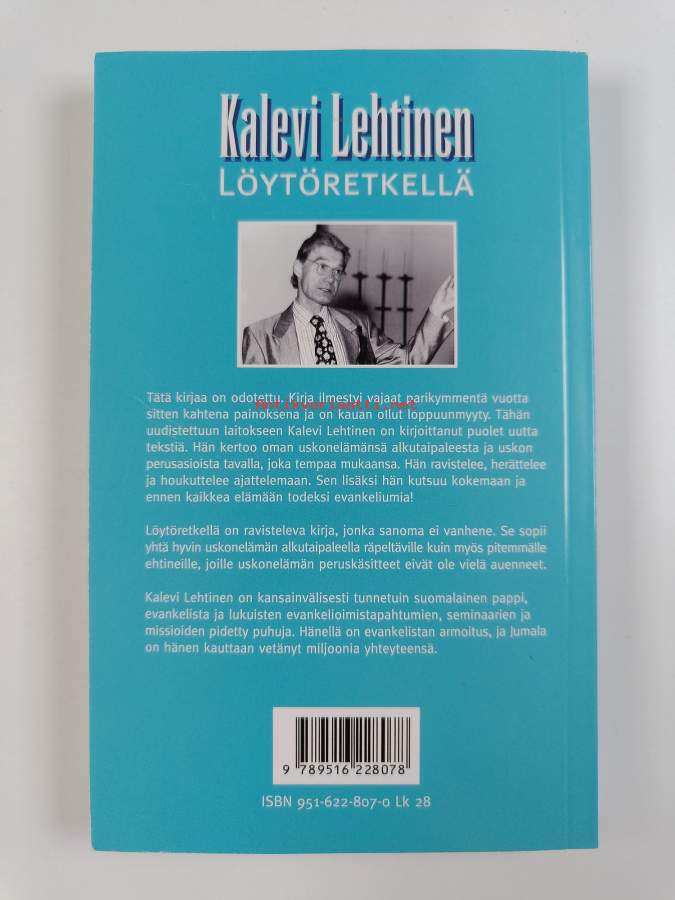 Kalevi Lehtinen
LÖYTÖRETKELLÄ
Tätä kirjaa on odotettu. Kirja ilmestyi vajaat parikymmentä vuotta
sitten kahtena painoksena ja on kauan ollut loppuunmyyty. Tähän
Antikvariaatti.net
uudistettuun laitokseen Kalevi Lehtinen on kirjoittanut puolet uutta
tekstiä. Hän kertoo oman uskonelämänsä alkutaipaleesta ja uskon
perusasioista tavalla, joka tempaa mukaansa. Hän ravistelee, herättelee
ja houkuttelee ajattelemaan. Sen lisäksi hän kutsuu kokemaan ja
ennen kaikkea elämään todeksi evankeliumia!
Löytöretkellä on ravisteleva kirja, jonka sanoma ei vanhene. Se sopii
yhtä hyvin uskonelämän alkutaipaleella räpeltäville kuin myös pitemmälle
ehtineille, joille uskonelämän peruskäsitteet eivät ole vielä auenneet.
Kalevi Lehtinen on kansainvälisesti tunnetuin suomalainen pappi,
evankelista ja lukuisten evankelioimistapahtumien, seminaarien ja
missioiden pidetty puhuja. Hänellä on evankelistan armoitus, ja Jumala
on hänen kauttaan vetänyt miljoonia yhteyteensä.
9 789516 228078
ISBN 951-622-807-0 Lk 28